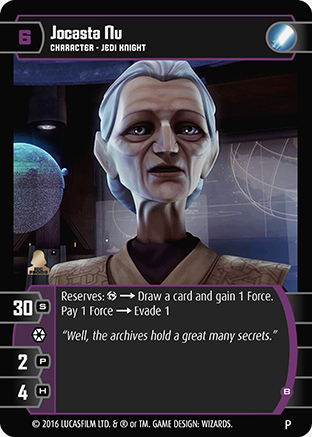 6 Jocasta Nu
CHARACTER - JEDI KNIGHT
30 S
Reserves: → Draw a card and gain 1 Force.
Pay 1 Force → Evade 1
“Well, the archives hold a great many secrets.”
2 P
4 H
B
© 2016 LUCASFILM LTD. & ® or TM. GAME DESIGN: WIZARDS. P